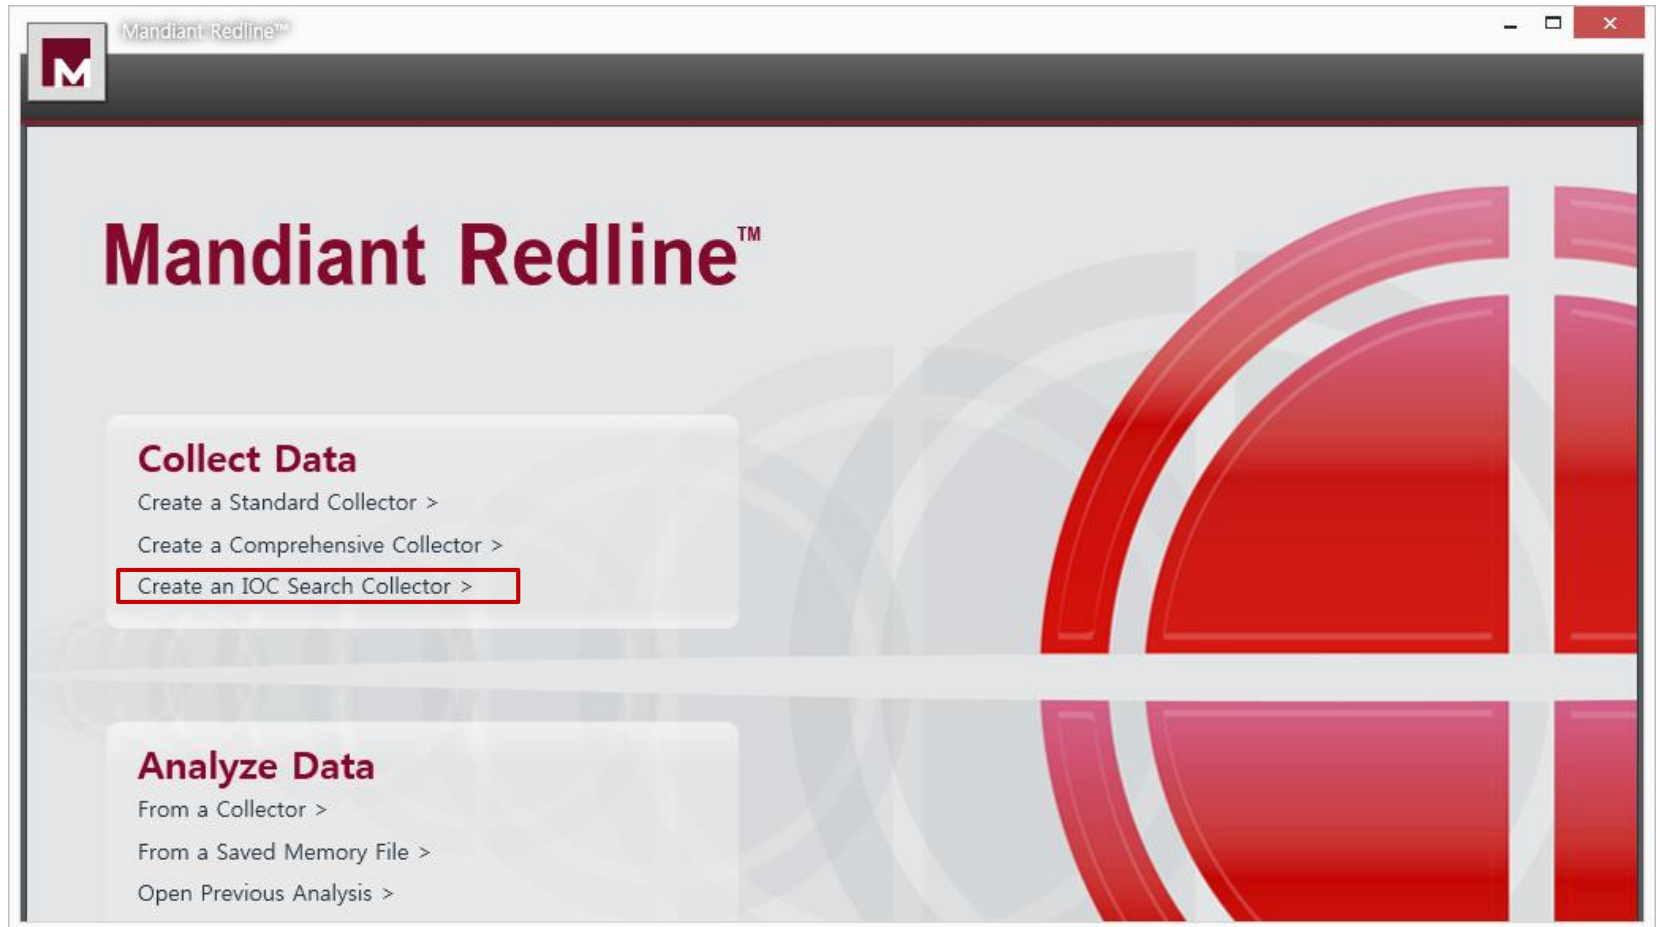 Mandiant Redline™
M
Mandiant Redline™
Collect Data
Create a Standard Collector >
Create a Comprehensive Collector >
Create an IOC Search Collector >
Analyze Data
From a Collector >
From a Saved Memory File >
Open Previous Analysis >